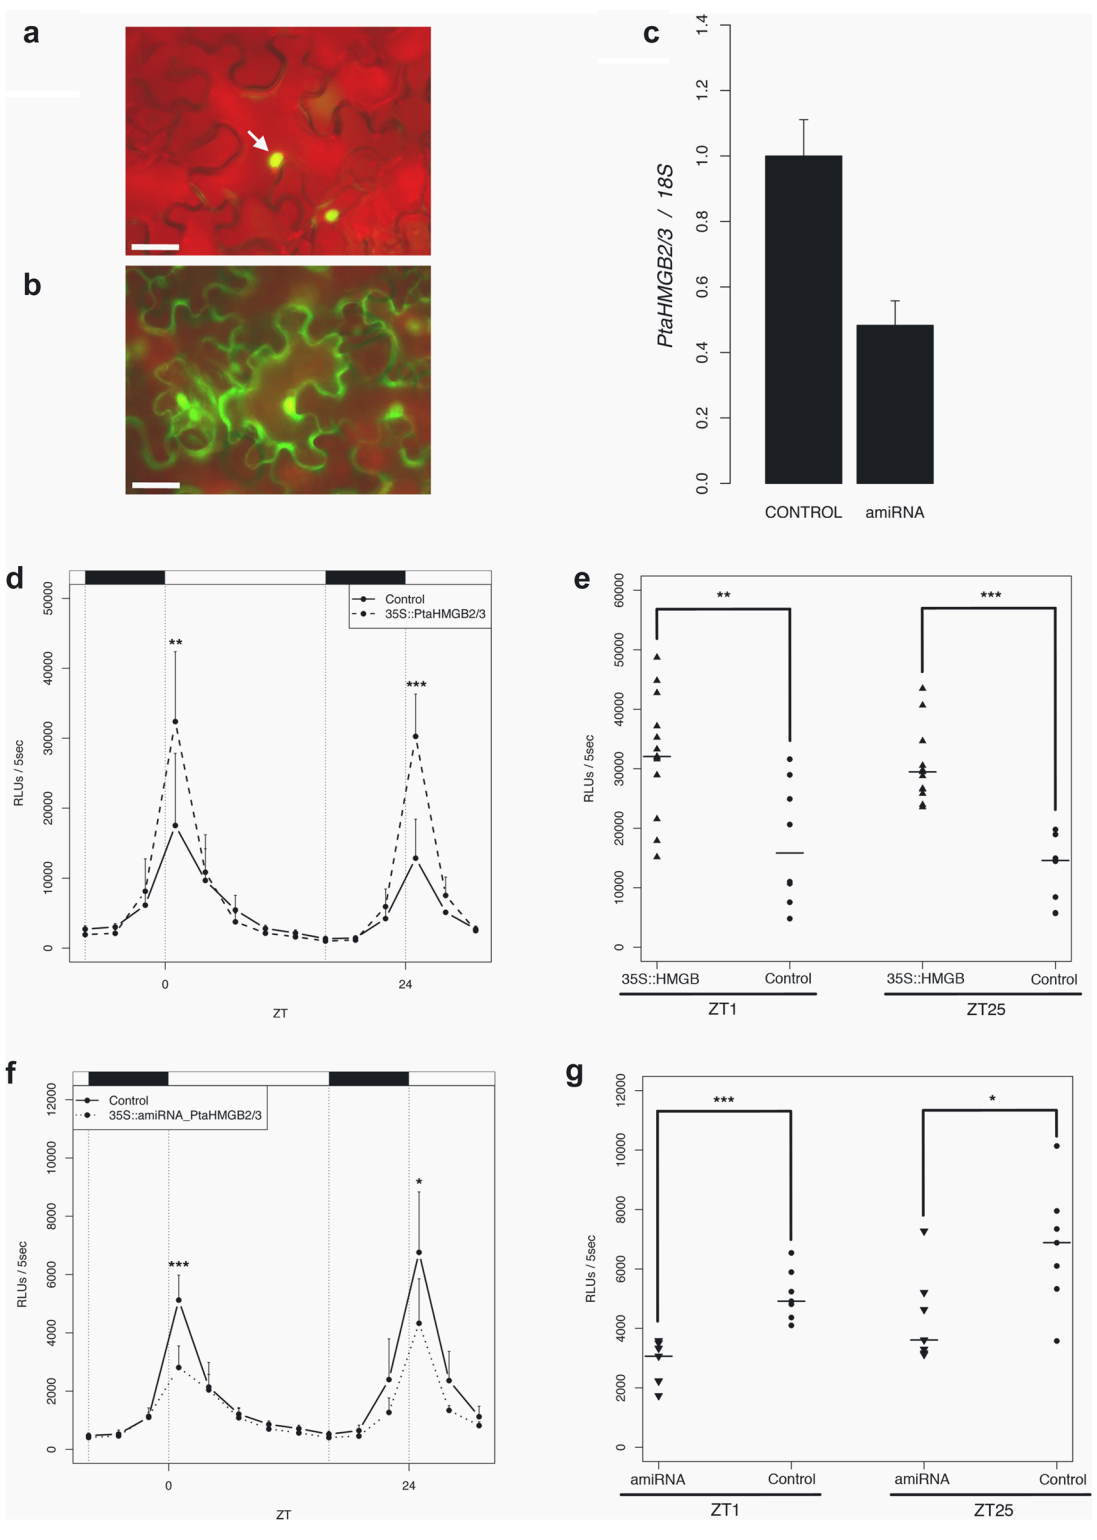 a
b
c
PtaHMGB2/3 / 18S
1.4
1.2
1.0
0.8
0.6
0.4
0.2
0.0
CONTROL amiRNA
d
Control
35S::PtaHMGB2/3
RLUs / 5sec
50000
40000
30000
20000
10000
0
**
***
0 24
ZT
e
RLUs / 5sec
60000
50000
40000
30000
20000
10000
0
** ***
35S::HMGB Control 35S::HMGB Control
ZT1 ZT25
f
Control
35S::amiRNA_PtaHMGB2/3
RLUs / 5sec
12000
10000
8000
6000
4000
2000
0
*
***
0 24
ZT
g
RLUs / 5sec
12000
10000
8000
6000
4000
2000
0
*** *
amiRNA Control amiRNA Control
ZT1 ZT25